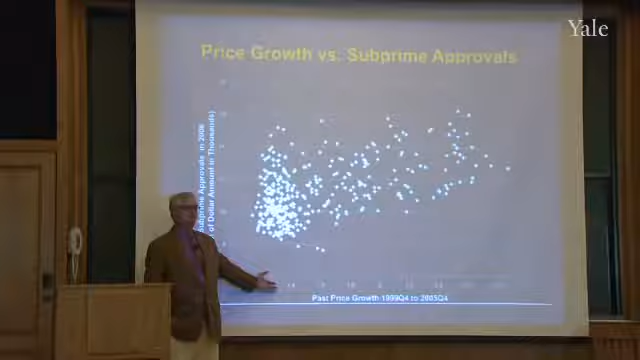 Yale
Price Growth vs. Subprime Approvals
Subprime Approvals in 2006
of Dollar Amount in Thousands)
Past Price Growth 1999Q4 to 2005Q4